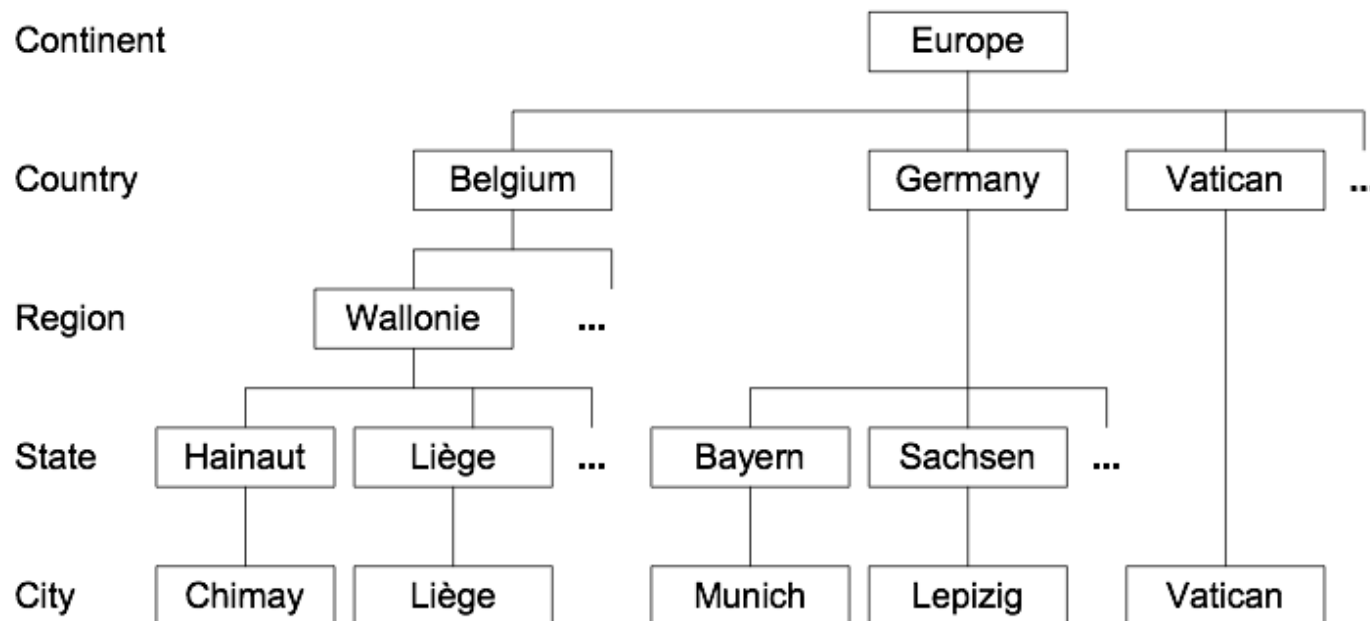 Continent Europe
Country Belgium Germany Vatican ...
Region Wallonie ...
State Hainaut Liège ... Bayern Sachsen ...
City Chimay Liège Munich Lepizig Vatican